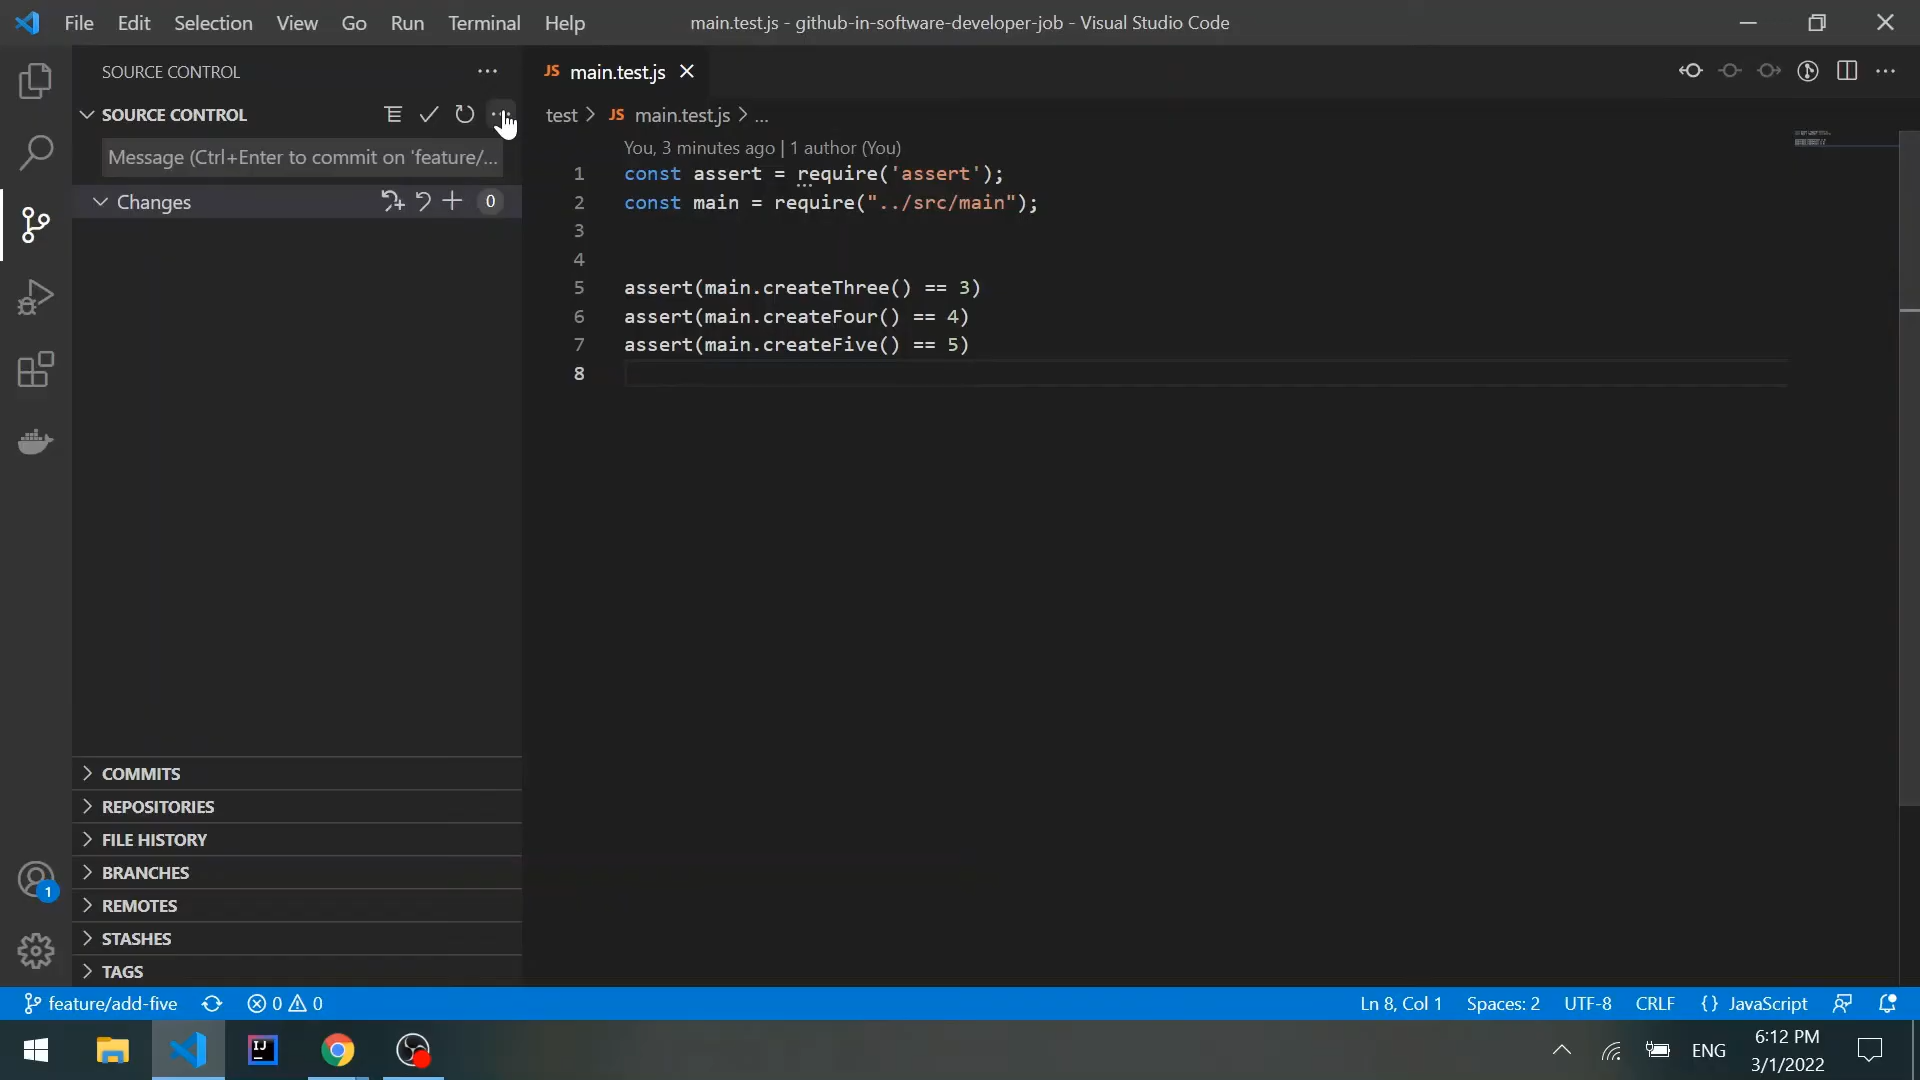 File Edit Selection View Go Run Terminal Help
main.test.js - github-in-software-developer-job - Visual Studio Code
SOURCE CONTROL
SOURCE CONTROL
Message (Ctrl+Enter to commit on 'feature/...
Changes
0
COMMITS
REPOSITORIES
FILE HISTORY
BRANCHES
REMOTES
STASHES
TAGS
1
JS main.test.js
test > JS main.test.js > ...
You, 3 minutes ago | 1 author (You)
1 const assert = require('assert');
2 const main = require("../src/main");
3
4
5 assert(main.createThree() == 3)
6 assert(main.createFour() == 4)
7 assert(main.createFive() == 5)
8
feature/add-five 0 0
Ln 8, Col 1 Spaces: 2 UTF-8 CRLF {} JavaScript
IJ
ENG
6:12 PM
3/1/2022